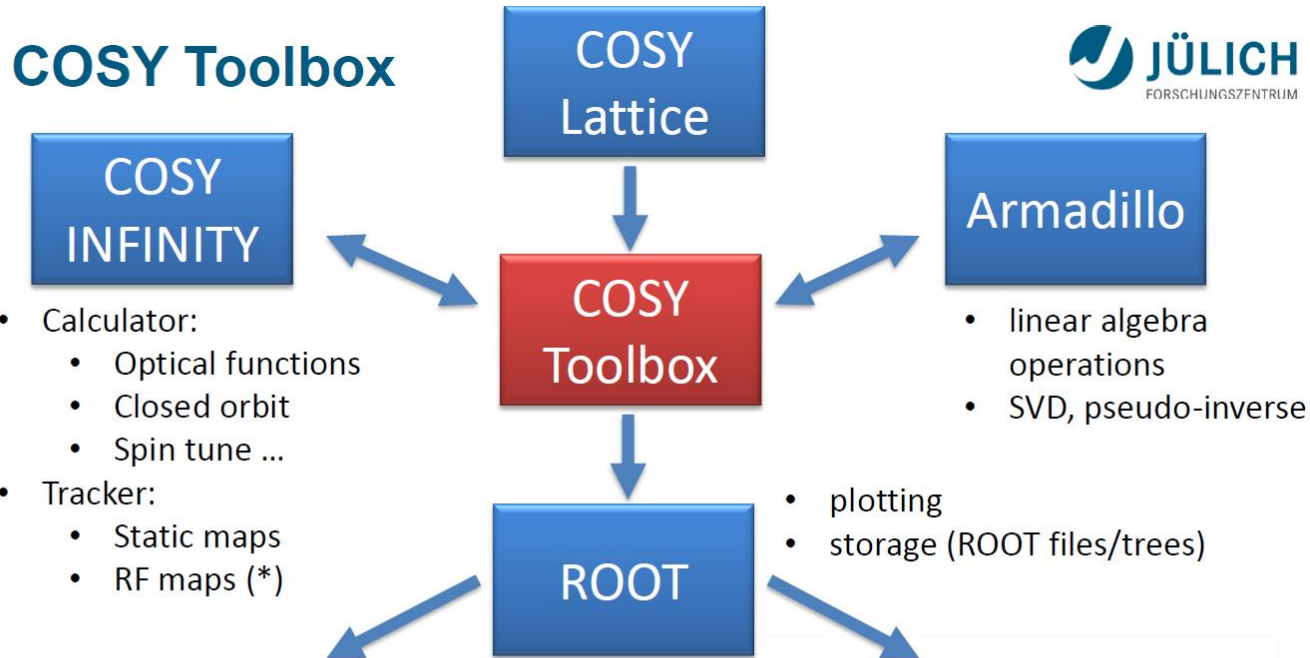 COSY Toolbox
COSY
Lattice
JÜLICH
FORSCHUNGSZENTRUM
COSY
INFINITY
Armadillo
COSY
Toolbox
• Calculator:
• Optical functions
• Closed orbit
• Spin tune ...
• Tracker:
• Static maps
• RF maps (*)
• linear algebra
operations
• SVD, pseudo-inverse
ROOT
• plotting
• storage (ROOT files/trees)